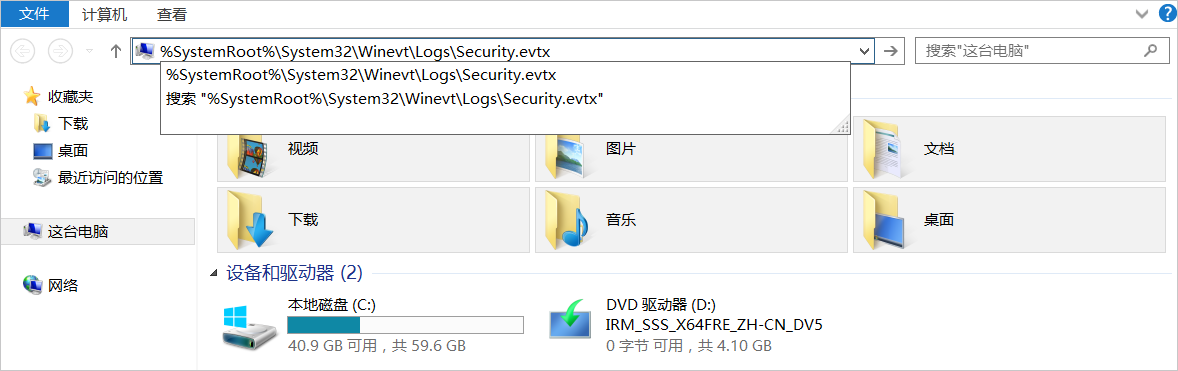 文件 计算机 查看
%SystemRoot%\System32\Winevt\Logs\Security.evtx 搜索"这台电脑"
%SystemRoot%\System32\Winevt\Logs\Security.evtx
搜索 "%SystemRoot%\System32\Winevt\Logs\Security.evtx"
收藏夹
下载
桌面
最近访问的位置
这台电脑
网络
视频 图片 文档
下载 音乐 桌面
设备和驱动器 (2)
本地磁盘 (C:)
40.9 GB 可用，共 59.6 GB
DVD 驱动器 (D:)
IRM_SSS_X64FRE_ZH-CN_DV5
0 字节 可用，共 4.10 GB